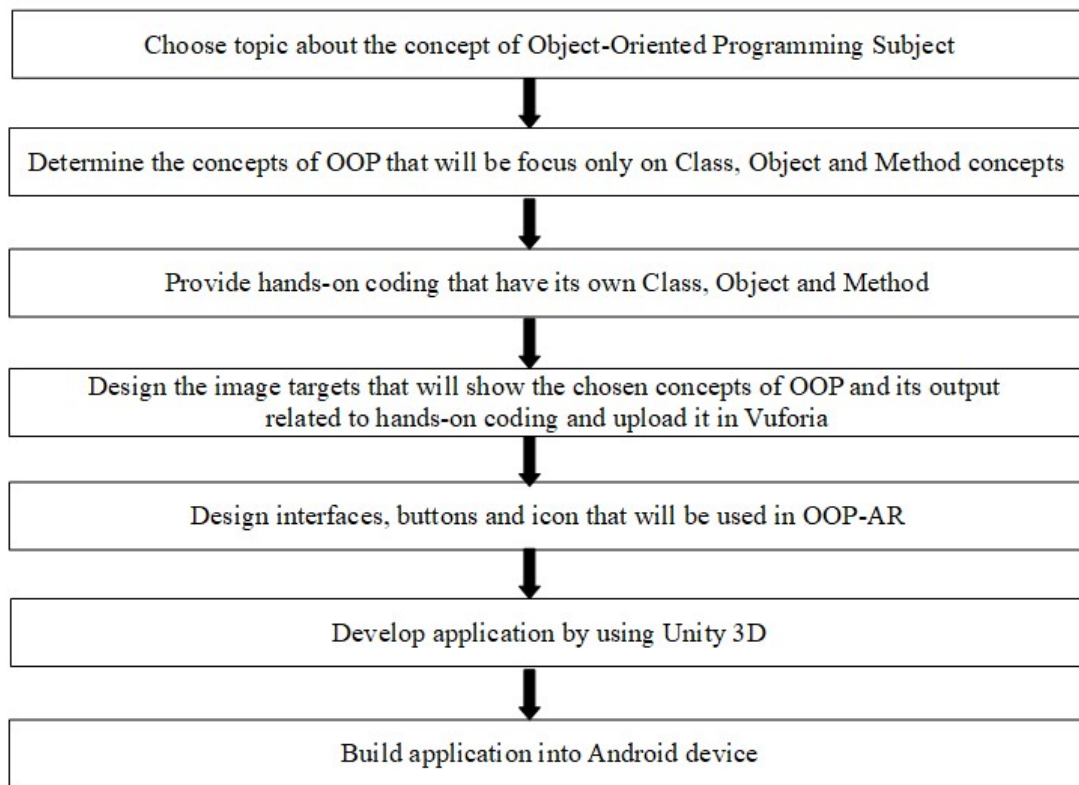 Choose topic about the concept of Object-Oriented Programming Subject
Determine the concepts of OOP that will be focus only on Class, Object and Method concepts
Provide hands-on coding that have its own Class, Object and Method
Design the image targets that will show the chosen concepts of OOP and its output
related to hands-on coding and upload it in Vuforia
Design interfaces, buttons and icon that will be used in OOP-AR
Develop application by using Unity 3D
Build application into Android device